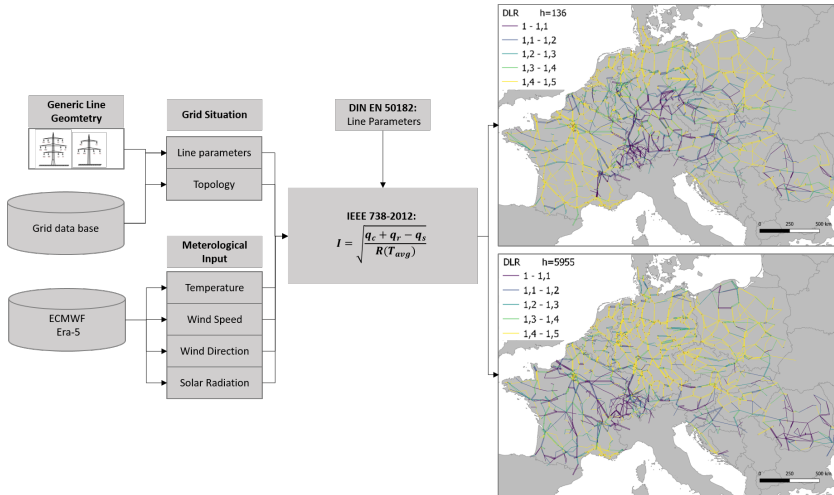 Generic Line
Geomtetry
Grid data base
ECMWF
Era-5
Grid Situation
Line parameters
Topology
Meterological
Input
Temperature
Wind Speed
Wind Direction
Solar Radiation
DIN EN 50182:
Line Parameters
IEEE 738-2012:
I = √((q_c + q_r − q_s) / R(T_avg))
DLR h=136
1 - 1,1
1,1 - 1,2
1,2 - 1,3
1,3 - 1,4
1,4 - 1,5
0 250 500 km
DLR h=5955
1 - 1,1
1,1 - 1,2
1,2 - 1,3
1,3 - 1,4
1,4 - 1,5
0 250 500 km